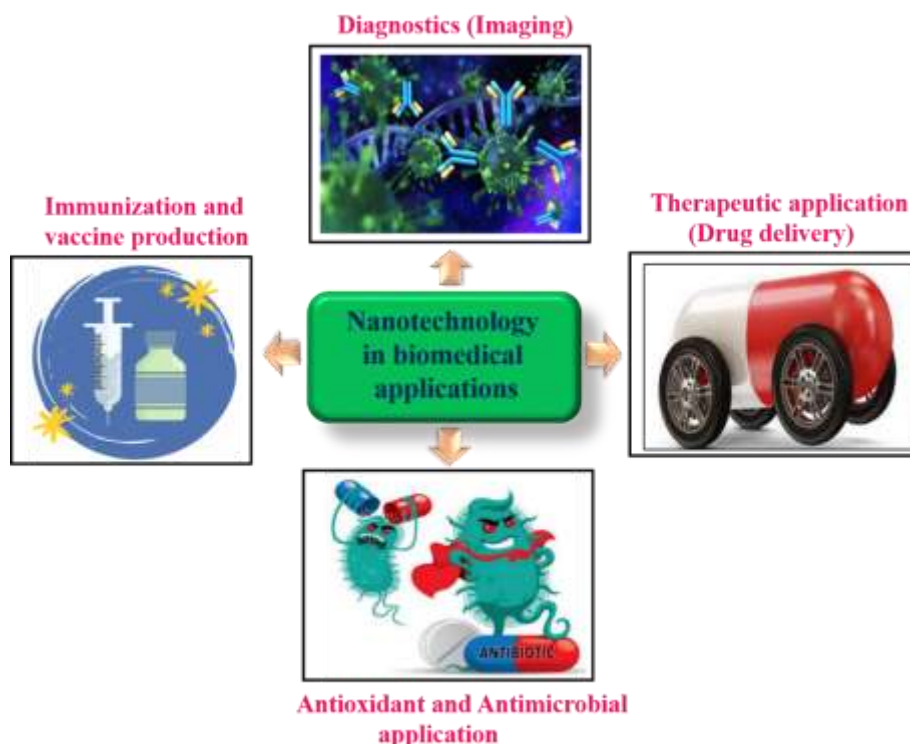 Diagnostics (Imaging)
Immunization and
vaccine production
Therapeutic application
(Drug delivery)
Nanotechnology
in biomedical
applications
ANTIBIOTIC
Antioxidant and Antimicrobial
application